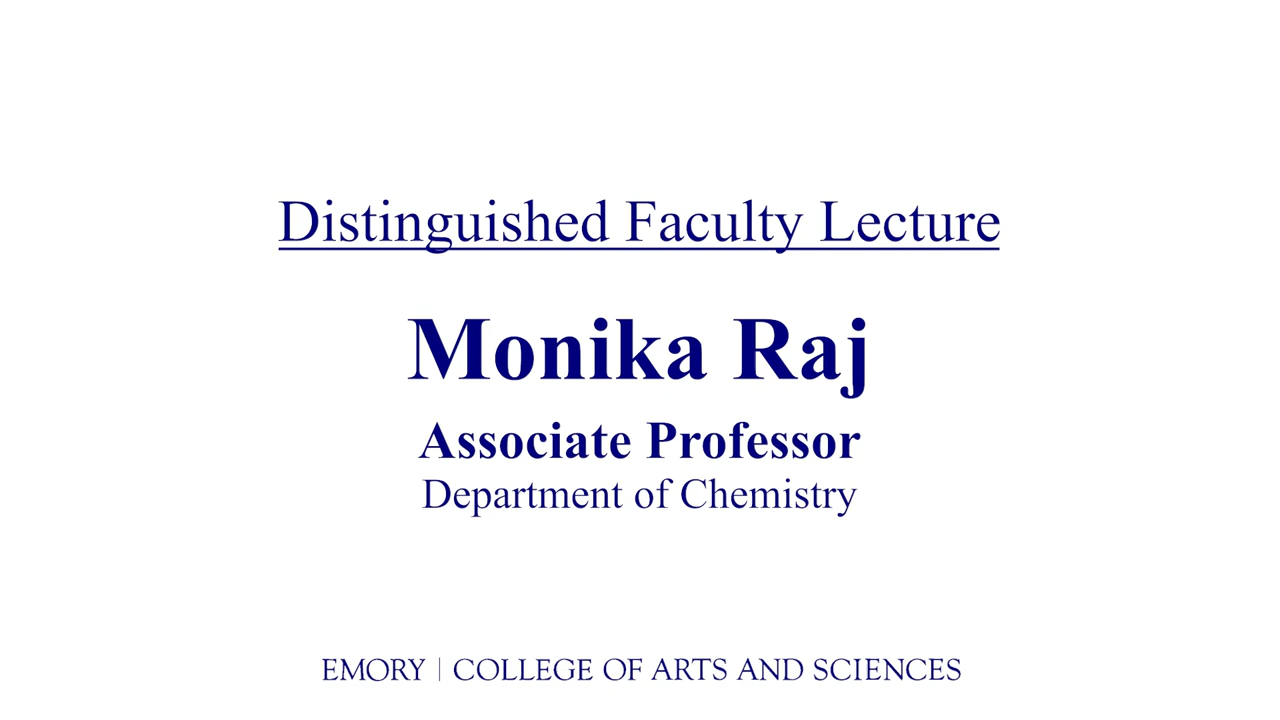 Distinguished Faculty Lecture
Monika Raj
Associate Professor
Department of Chemistry
EMORY | COLLEGE OF ARTS AND SCIENCES